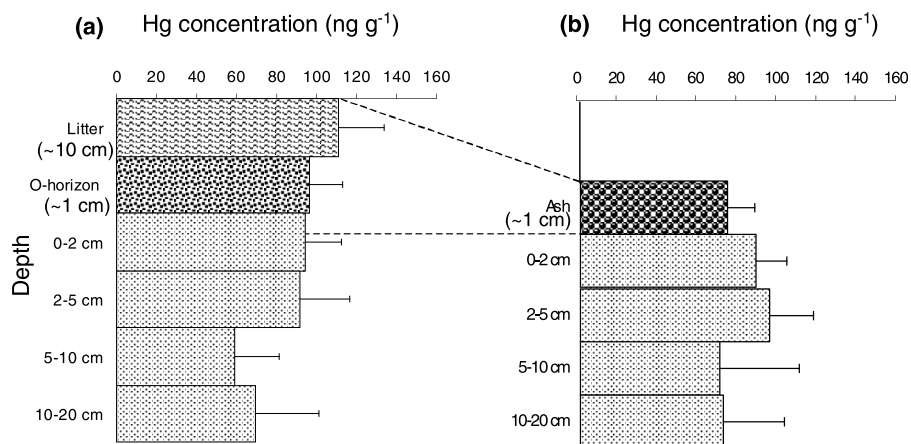 (a) Hg concentration (ng g⁻¹)
0 20 40 60 80 100 120 140 160
Litter
(~10 cm)
O-horizon
(~1 cm)
0-2 cm
2-5 cm
5-10 cm
10-20 cm
Depth
(b) Hg concentration (ng g⁻¹)
0 20 40 60 80 100 120 140 160
Ash
(~1 cm)
0-2 cm
2-5 cm
5-10 cm
10-20 cm